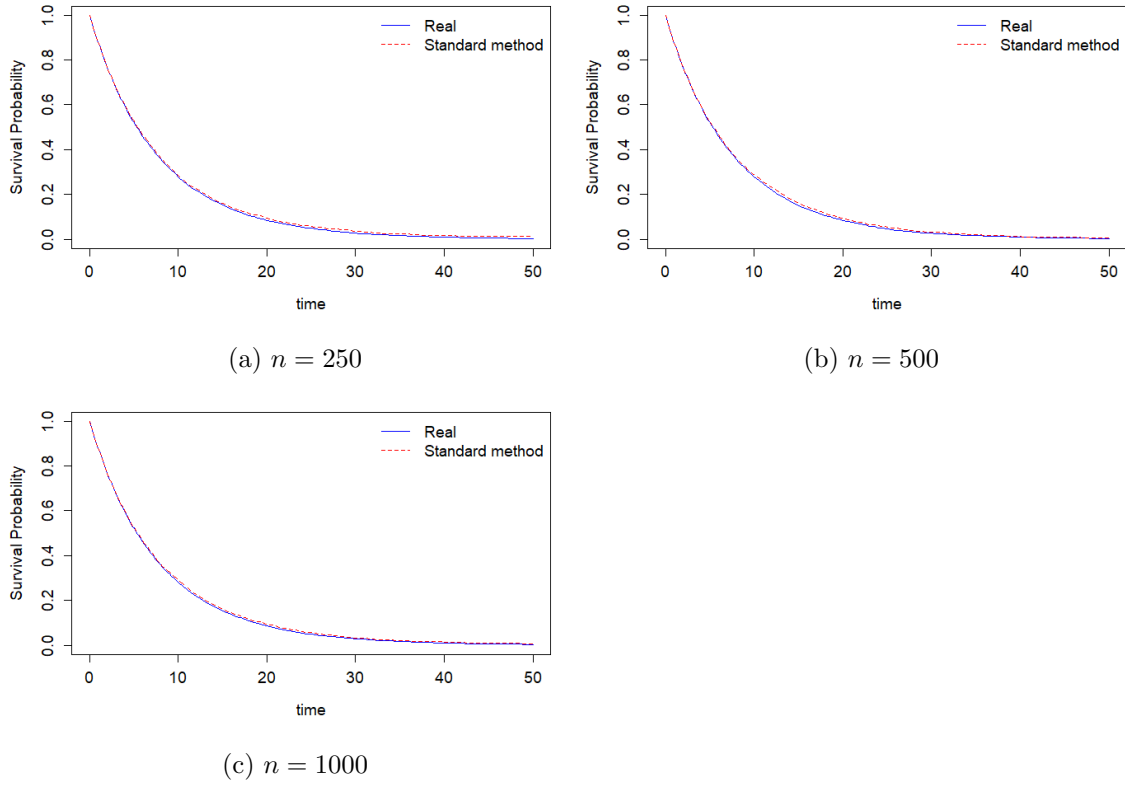 Survival Probability
1.0
0.8
0.6
0.4
0.2
0.0
Real
Standard method
0 10 20 30 40 50
time
(a) n = 250
Survival Probability
1.0
0.8
0.6
0.4
0.2
0.0
Real
Standard method
0 10 20 30 40 50
time
(b) n = 500
Survival Probability
1.0
0.8
0.6
0.4
0.2
0.0
Real
Standard method
0 10 20 30 40 50
time
(c) n = 1000